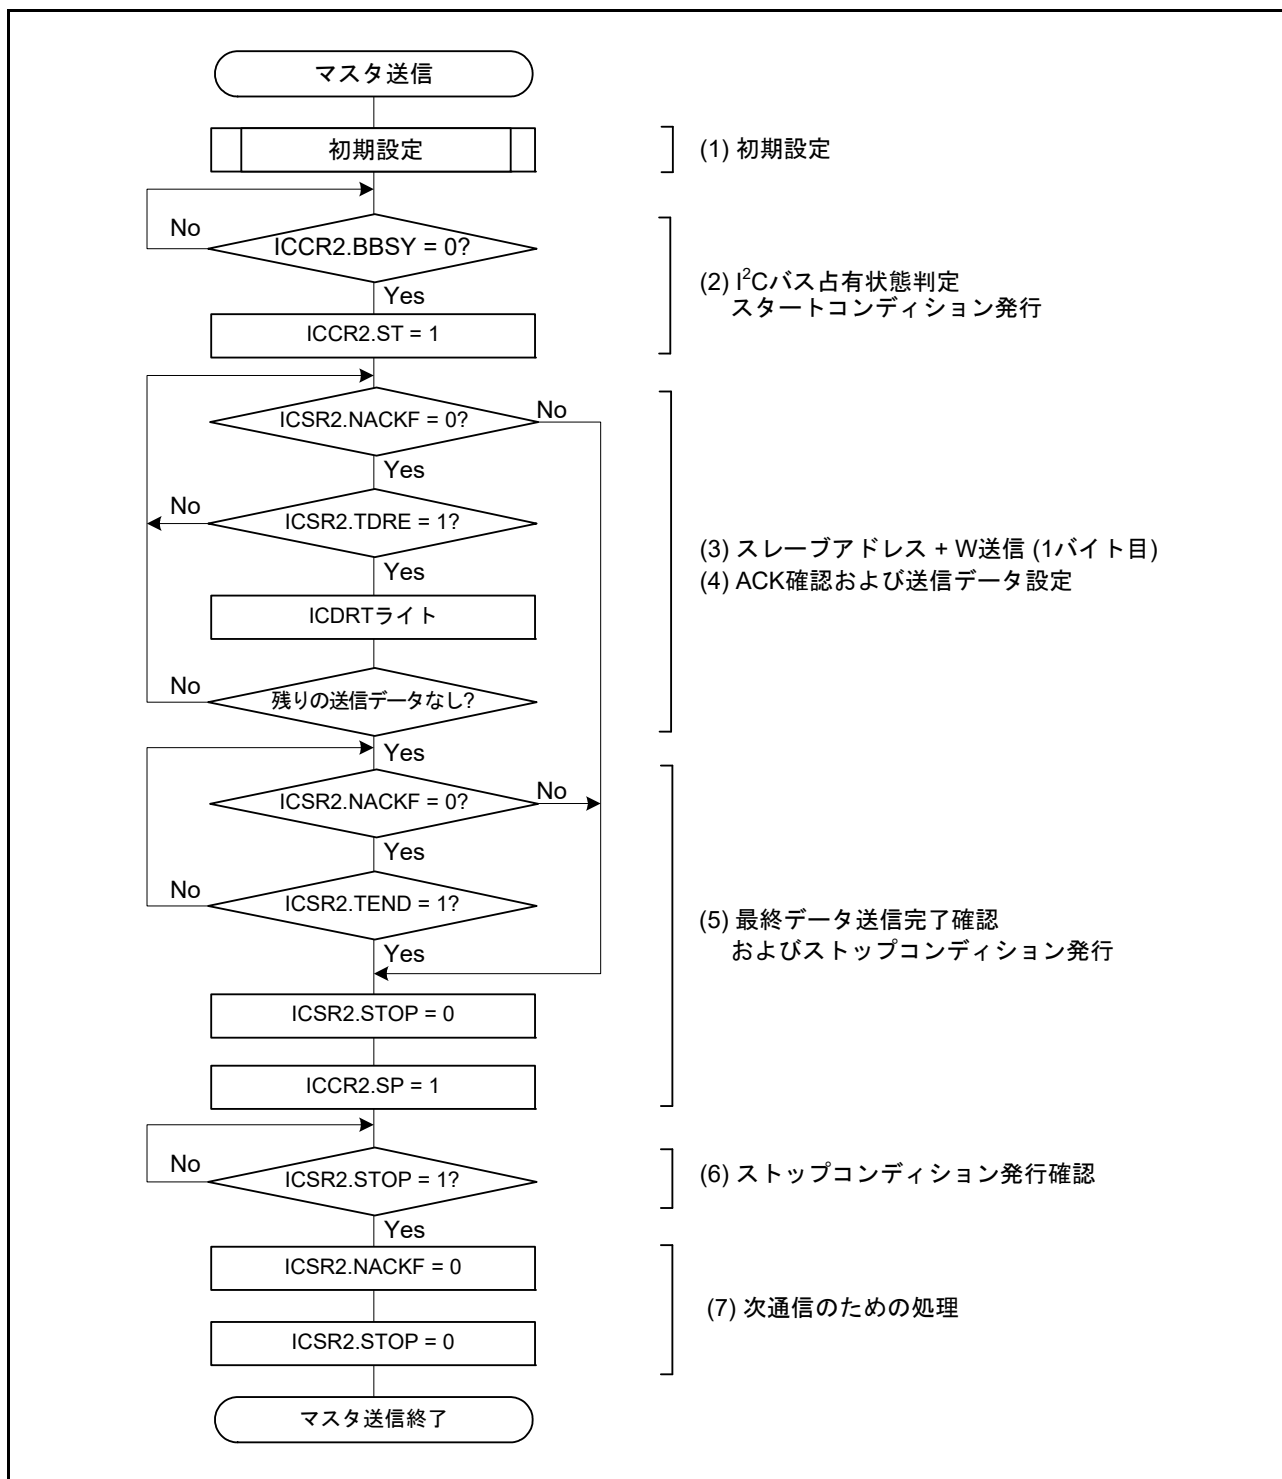 マスタ送信
初期設定
(1) 初期設定
No
ICCR2.BBSY = 0?
Yes
(2) I²Cバス占有状態判定
スタートコンディション発行
ICCR2.ST = 1
ICSR2.NACKF = 0?
No
Yes
No
ICSR2.TDRE = 1?
Yes
(3) スレーブアドレス + W送信 (1バイト目)
(4) ACK確認および送信データ設定
ICDRTライト
No
残りの送信データなし?
Yes
ICSR2.NACKF = 0?
No
Yes
No
ICSR2.TEND = 1?
Yes
(5) 最終データ送信完了確認
およびストップコンディション発行
ICSR2.STOP = 0
ICCR2.SP = 1
No
ICSR2.STOP = 1?
Yes
(6) ストップコンディション発行確認
ICSR2.NACKF = 0
(7) 次通信のための処理
ICSR2.STOP = 0
マスタ送信終了